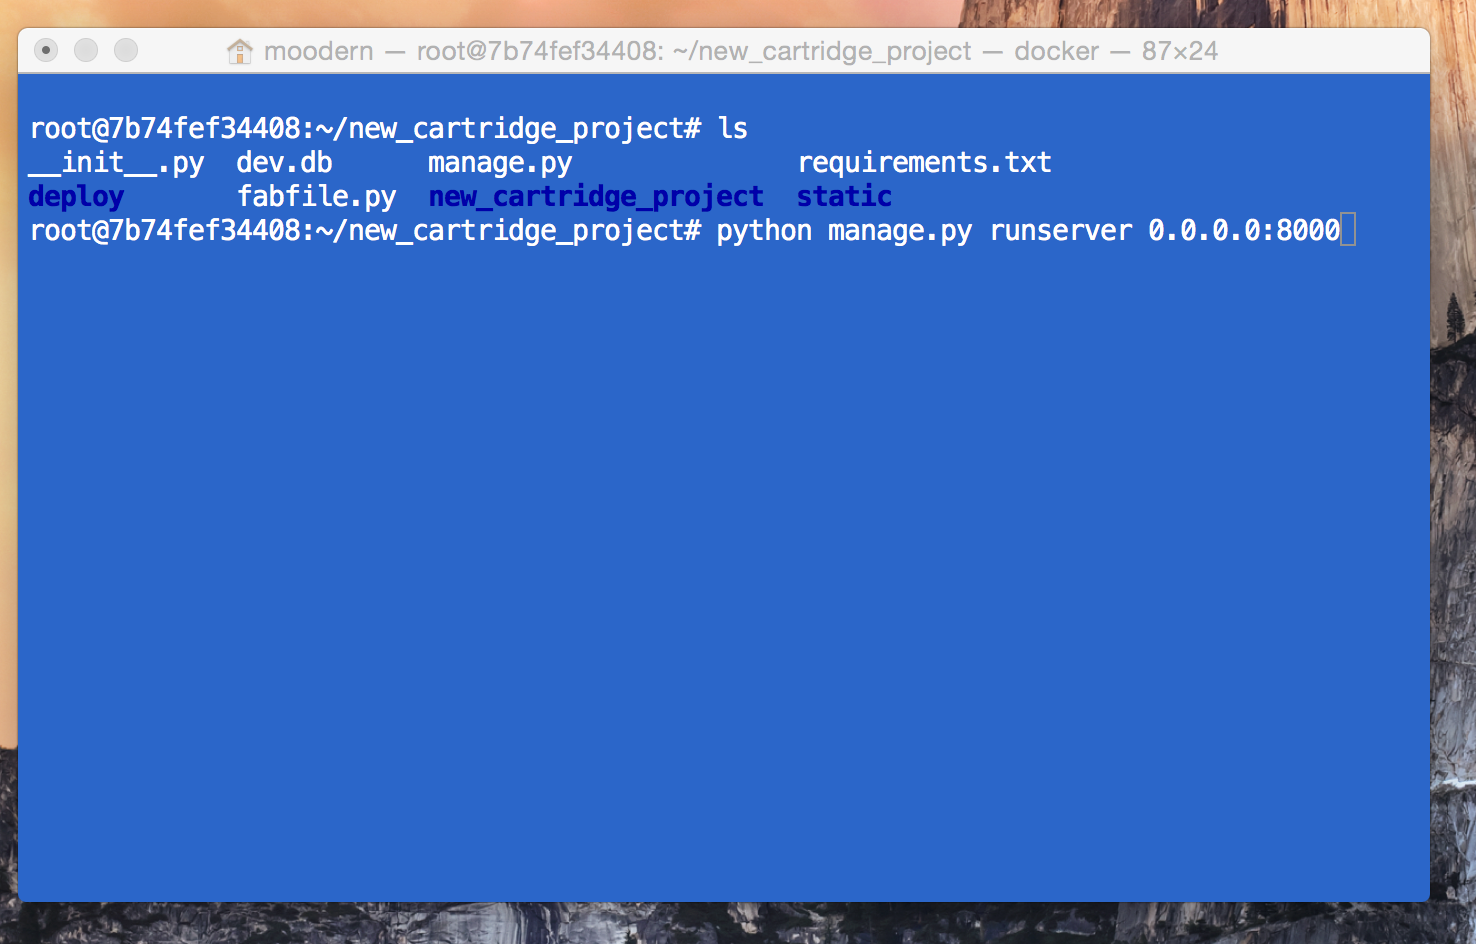 moodern — root@7b74fef34408: ~/new_cartridge_project — docker — 87×24
root@7b74fef34408:~/new_cartridge_project# ls
__init__.py  dev.db      manage.py              requirements.txt
deploy       fabfile.py  new_cartridge_project  static
root@7b74fef34408:~/new_cartridge_project# python manage.py runserver 0.0.0.0:8000